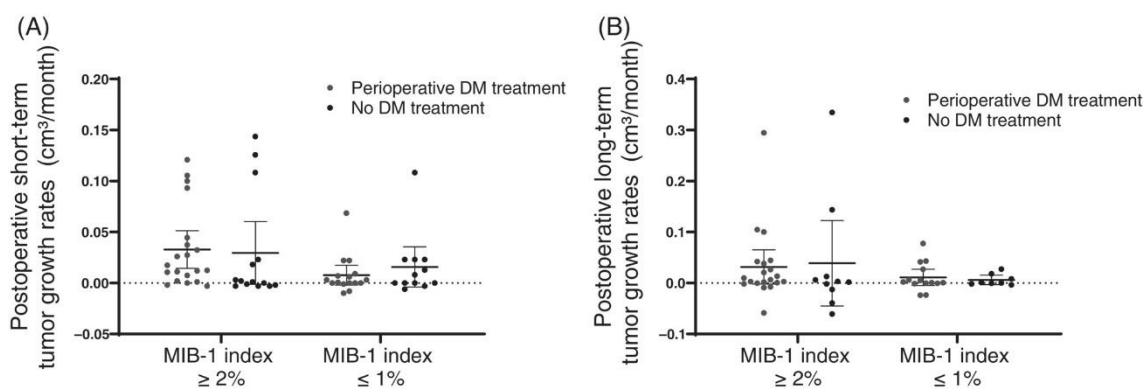 (A)
Postoperative short-term
tumor growth rates (cm³/month)
0.20
0.15
0.10
0.05
0.00
−0.05
Perioperative DM treatment
No DM treatment
MIB-1 index
≥ 2%
MIB-1 index
≤ 1%
(B)
Postoperative long-term
tumor growth rates (cm³/month)
0.4
0.3
0.2
0.1
0.0
−0.1
Perioperative DM treatment
No DM treatment
MIB-1 index
≥ 2%
MIB-1 index
≤ 1%